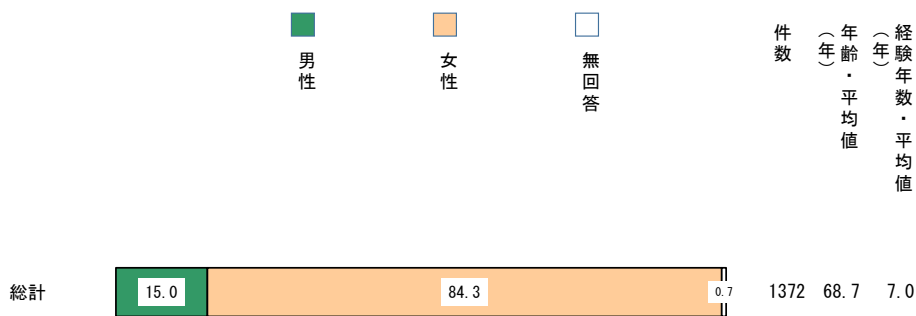 男性
女性
無回答
件数
年齢・平均値
(年)
経験年数・平均値
(年)
総計 15.0 84.3 0.7 1372 68.7 7.0